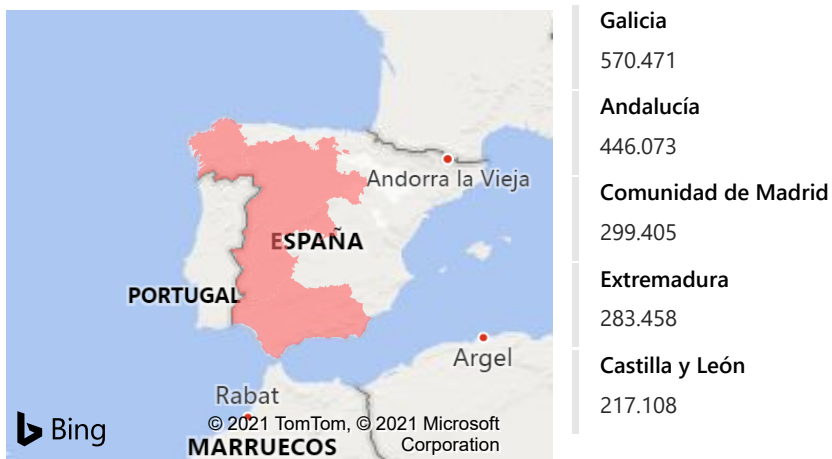 Andorra la Vieja
ESPAÑA
PORTUGAL
Argel
Rabat
Bing
© 2021 TomTom, © 2021 Microsoft
Corporation
MARRUECOS
Galicia
570.471
Andalucía
446.073
Comunidad de Madrid
299.405
Extremadura
283.458
Castilla y León
217.108